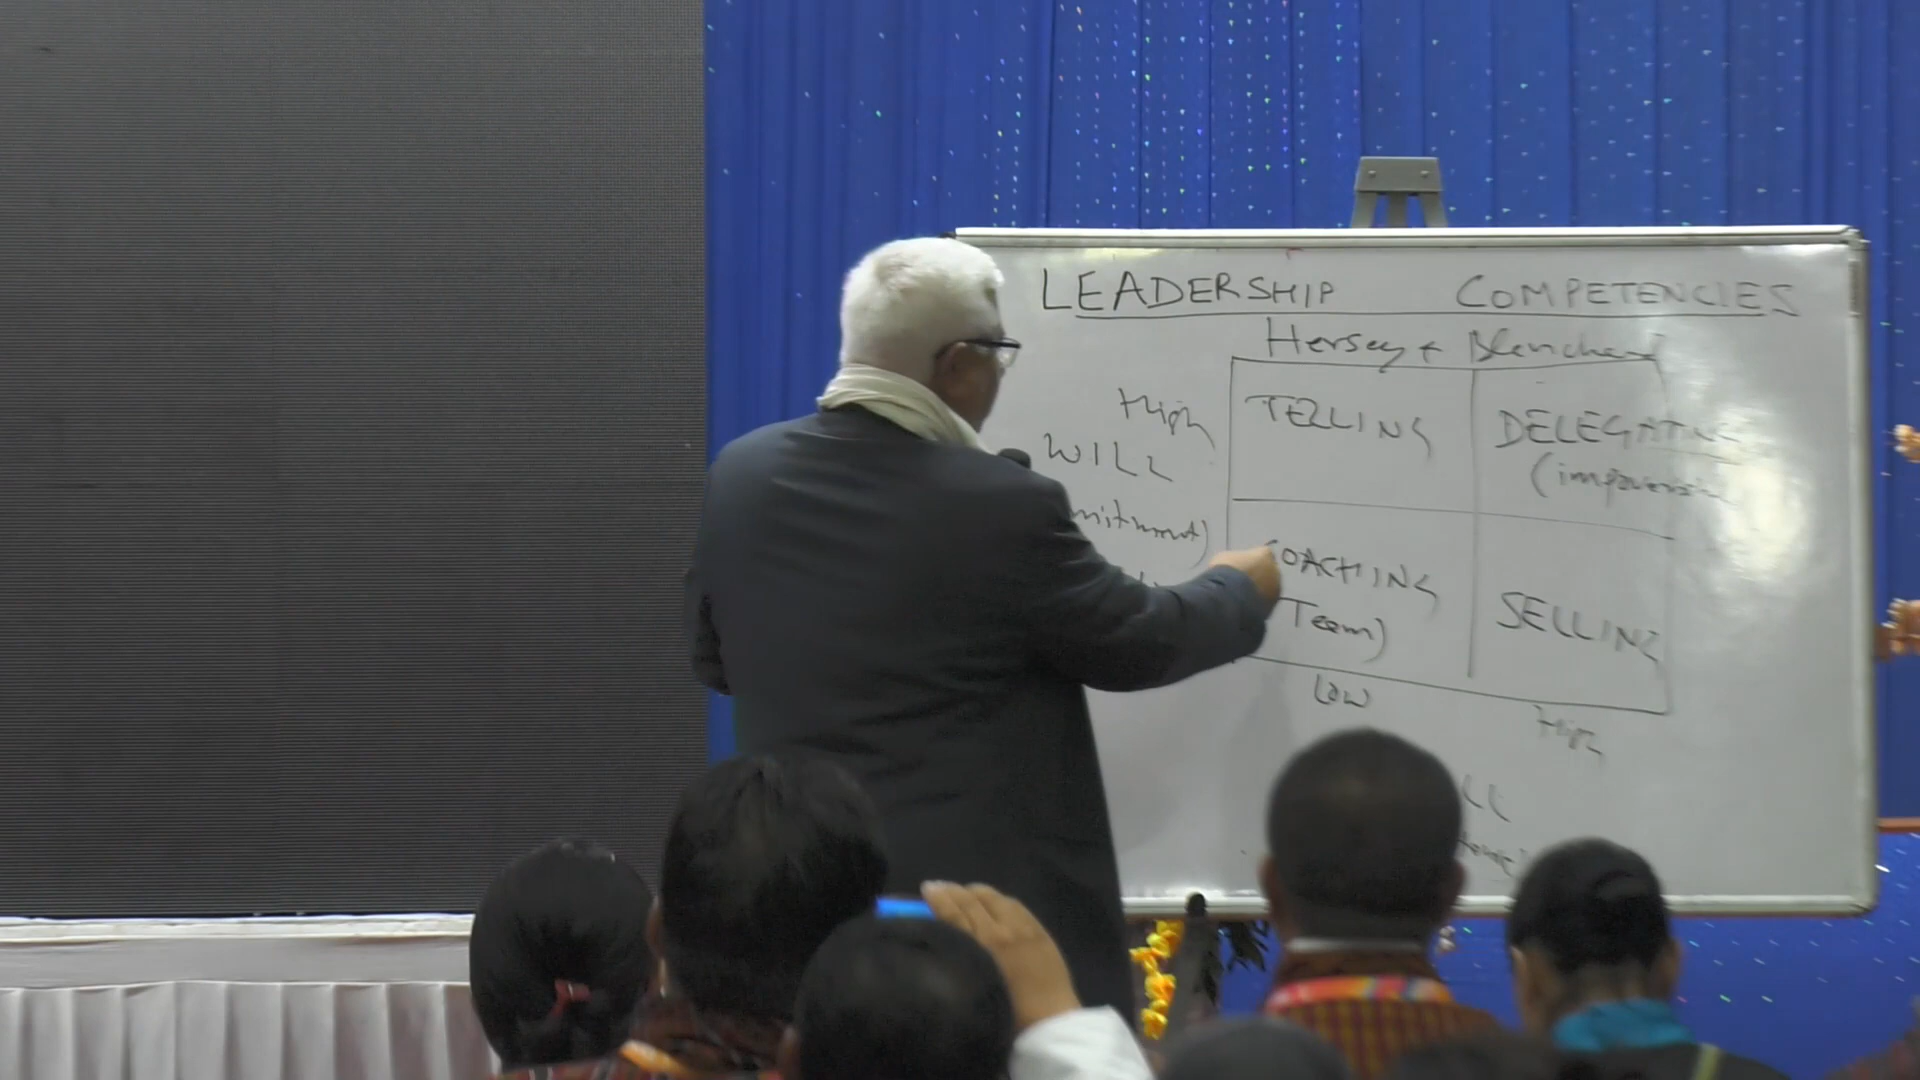 LEADERSHIP COMPETENCIES
Hersey + Blanchard
High
WILL
TELLING
DELEGATING
COACHING
Team)
SELLING
Low
High